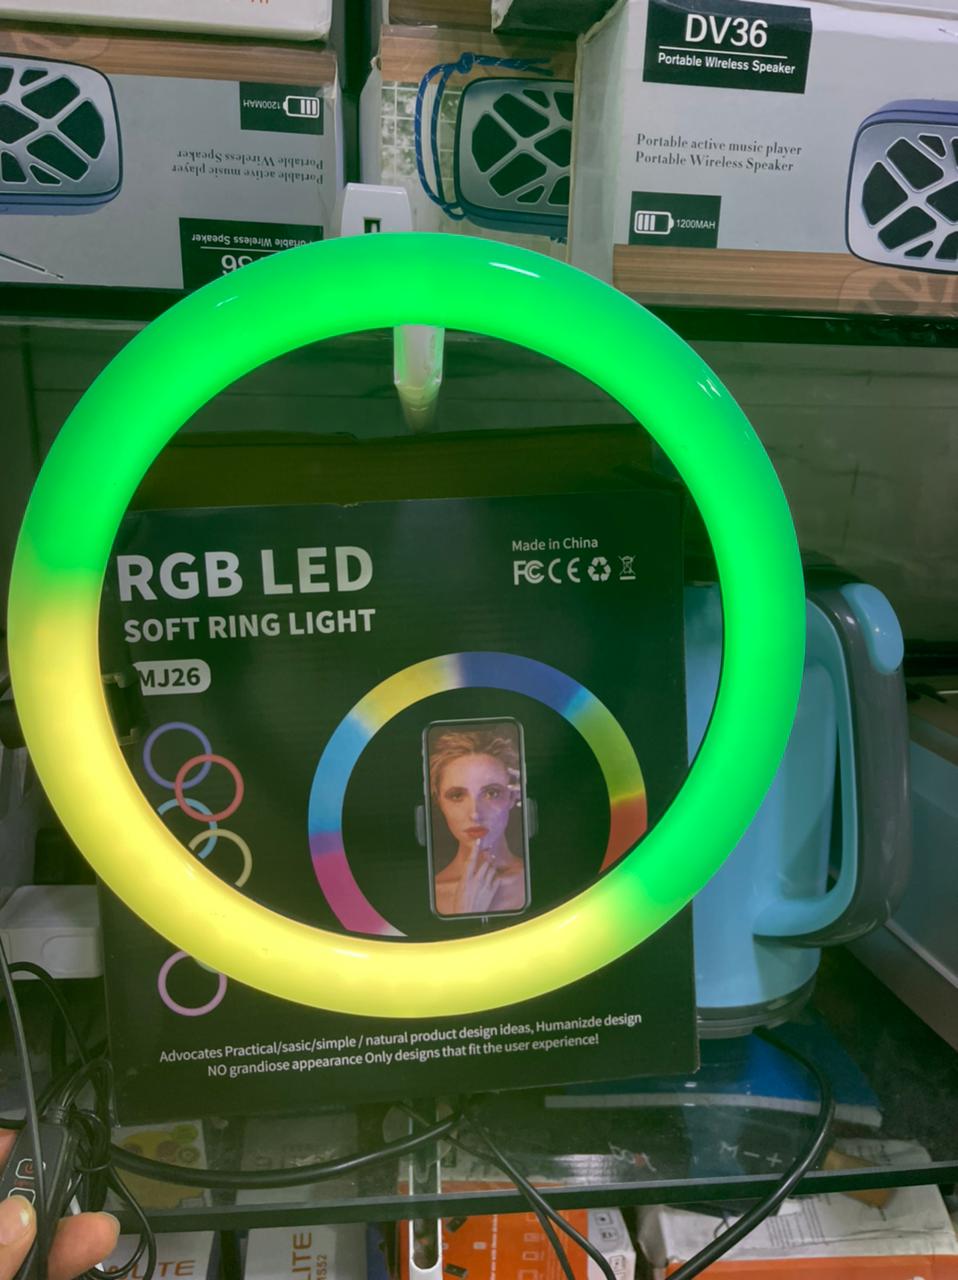 DV36
Portable Wireless Speaker
Portable active music player
Portable Wireless Speaker
1200MAH
1200MAH
Portable Wireless Speaker
Portable active music player
Wireless Speaker
RGB LED
SOFT RING LIGHT
MJ26
Made in China
FC CE
Advocates Practical/sasic/simple / natural product design ideas, Humanizde design
NO grandiose appearance Only designs that fit the user experience!
M - +